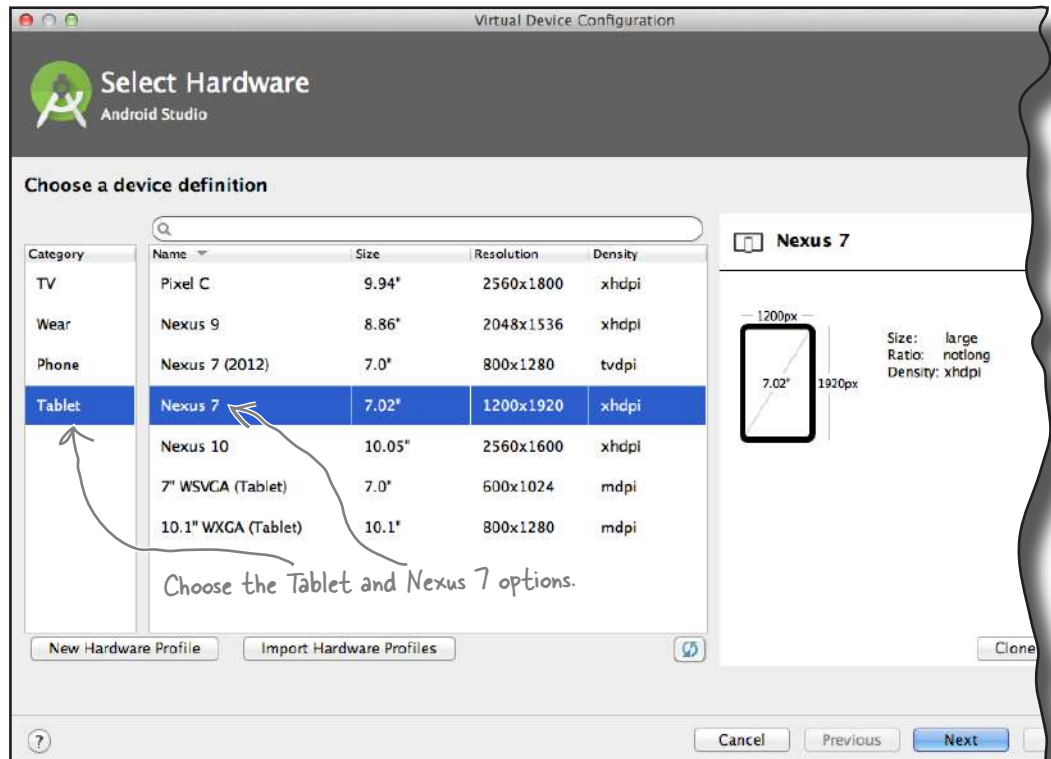 Virtual Device Configuration
Select Hardware
Android Studio
Choose a device definition
Category Name Size Resolution Density
TV Pixel C 9.94" 2560x1800 xhdpi
Wear Nexus 9 8.86" 2048x1536 xhdpi
Phone Nexus 7 (2012) 7.0" 800x1280 tvdpi
Tablet Nexus 7 7.02" 1200x1920 xhdpi
Nexus 10 10.05" 2560x1600 xhdpi
7" WSVGA (Tablet) 7.0" 600x1024 mdpi
10.1" WXGA (Tablet) 10.1" 800x1280 mdpi
Choose the Tablet and Nexus 7 options.
Nexus 7
1200px
7.02"
1920px
Size: large
Ratio: notlong
Density: xhdpi
New Hardware Profile Import Hardware Profiles
Clone
?
Cancel Previous Next